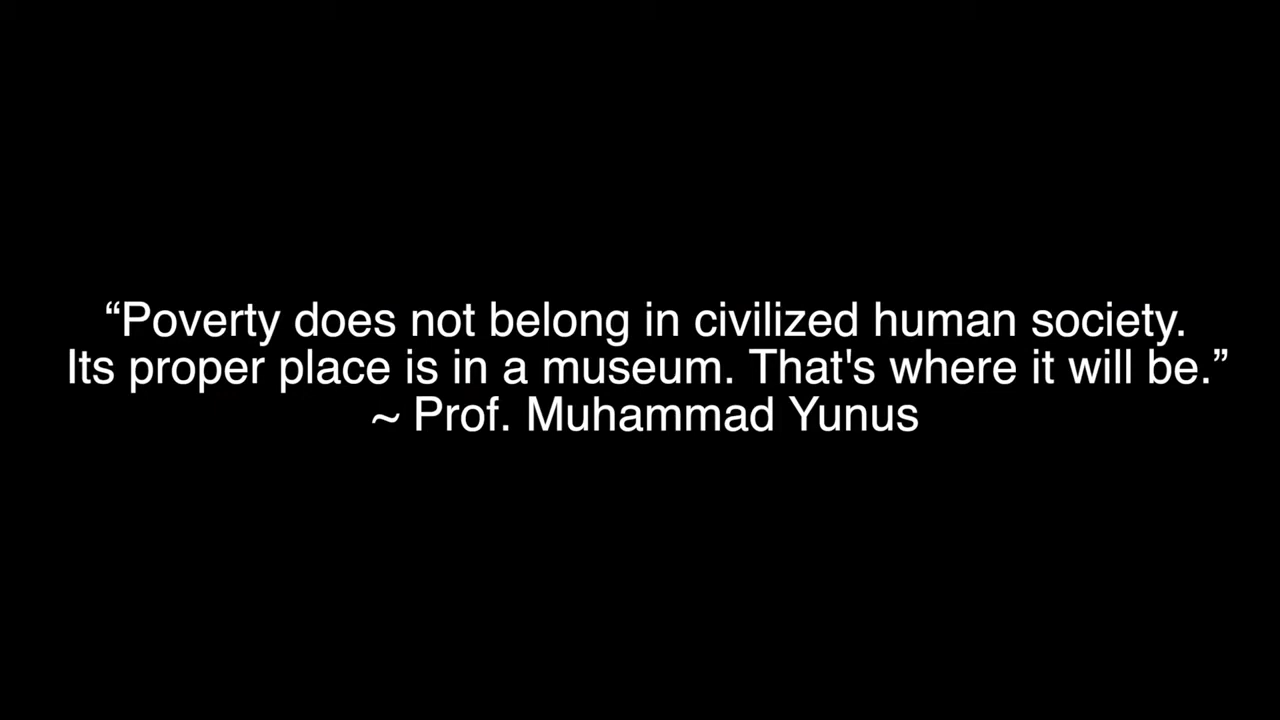 “Poverty does not belong in civilized human society.
Its proper place is in a museum. That's where it will be.”
~ Prof. Muhammad Yunus